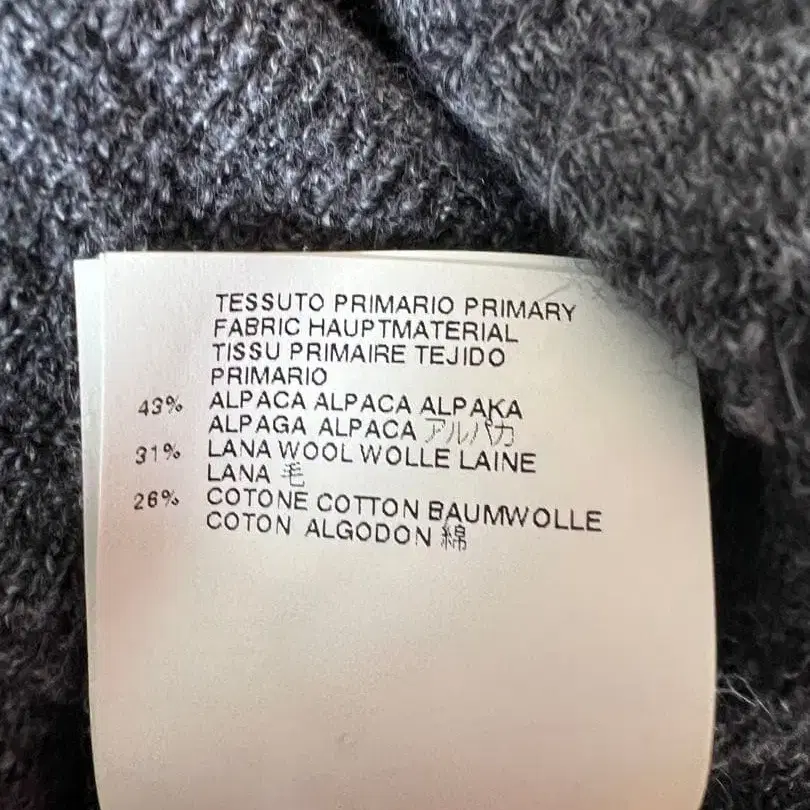 TESSUTO PRIMARIO PRIMARY
FABRIC HAUPTMATERIAL
TISSU PRIMAIRE TEJIDO
PRIMARIO
43% ALPACA ALPACA ALPAKA
ALPAGA ALPACA アルパカ
31% LANA WOOL WOLLE LAINE
LANA 毛
26% COTONE COTTON BAUMWOLLE
COTON ALGODON 綿